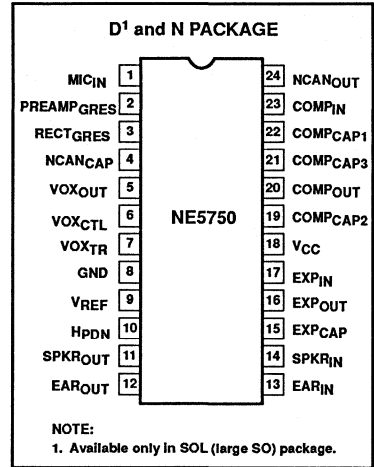 D1 and N PACKAGE
MICIN 1 24 NCANOUT
PREAMPGRES 2 23 COMPIN
RECTGRES 3 22 COMPCAP1
NCANCAP 4 21 COMPCAP3
VOXOUT 5 20 COMPOUT
VOXCTL 6 NE5750 19 COMPCAP2
VOXTR 7 18 VCC
GND 8 17 EXPIN
VREF 9 16 EXPOUT
HPDN 10 15 EXPCAP
SPKROUT 11 14 SPKRIN
EAROUT 12 13 EARIN
NOTE:
1. Available only in SOL (large SO) package.